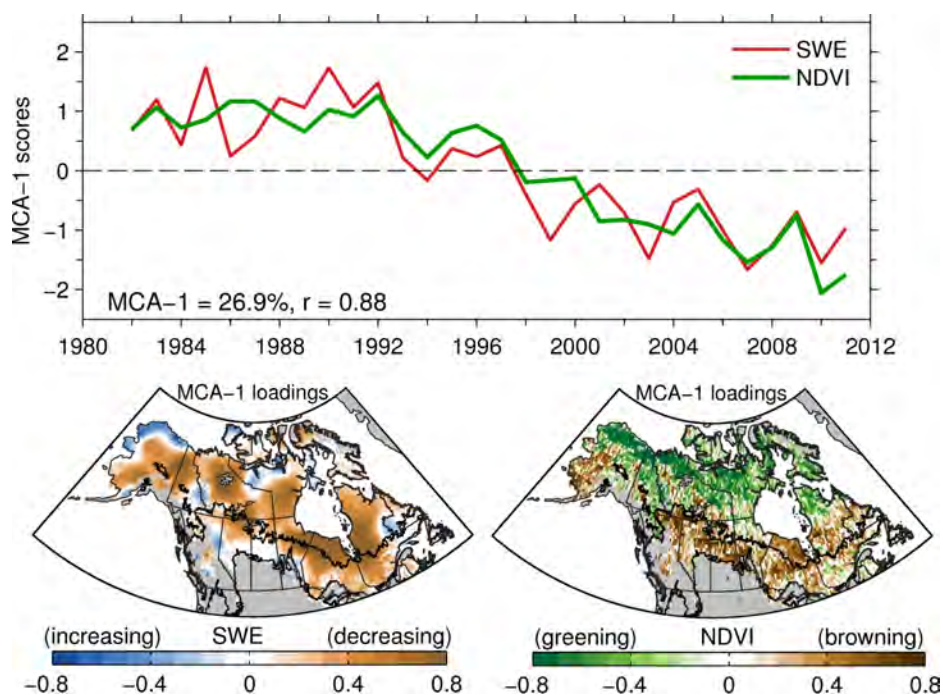 2
1
0
−1
−2
MCA−1 scores
SWE
NDVI
MCA−1 = 26.9%, r = 0.88
1980 1984 1988 1992 1996 2000 2004 2008 2012
MCA−1 loadings
MCA−1 loadings
(increasing) SWE (decreasing)
−0.8 −0.4 0 0.4 0.8
(greening) NDVI (browning)
−0.8 −0.4 0 0.4 0.8